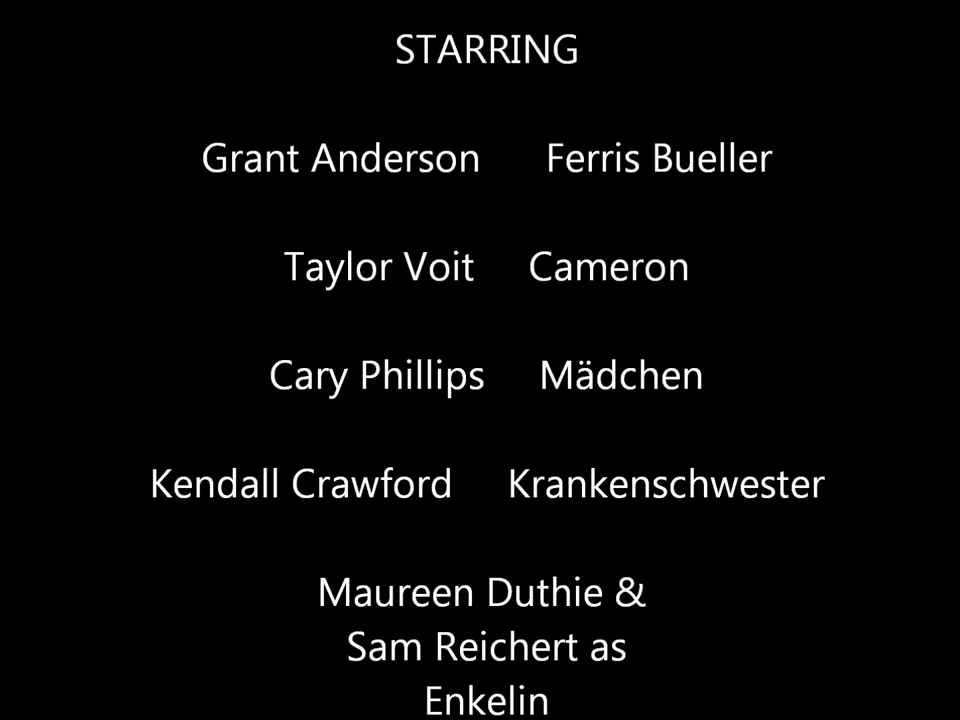 STARRING
Grant Anderson Ferris Bueller
Taylor Voit Cameron
Cary Phillips Mädchen
Kendall Crawford Krankenschwester
Maureen Duthie &
Sam Reichert as
Enkelin